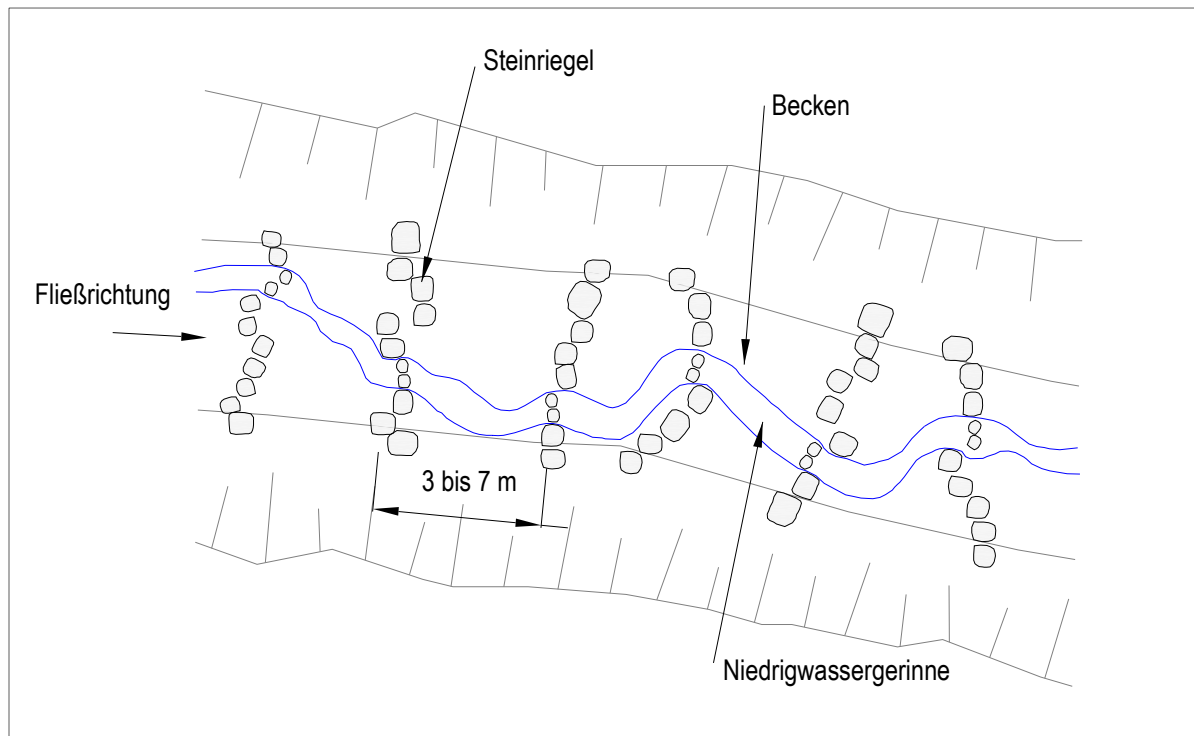 Steinriegel
Becken
Fließrichtung
3 bis 7 m
Niedrigwassergerinne